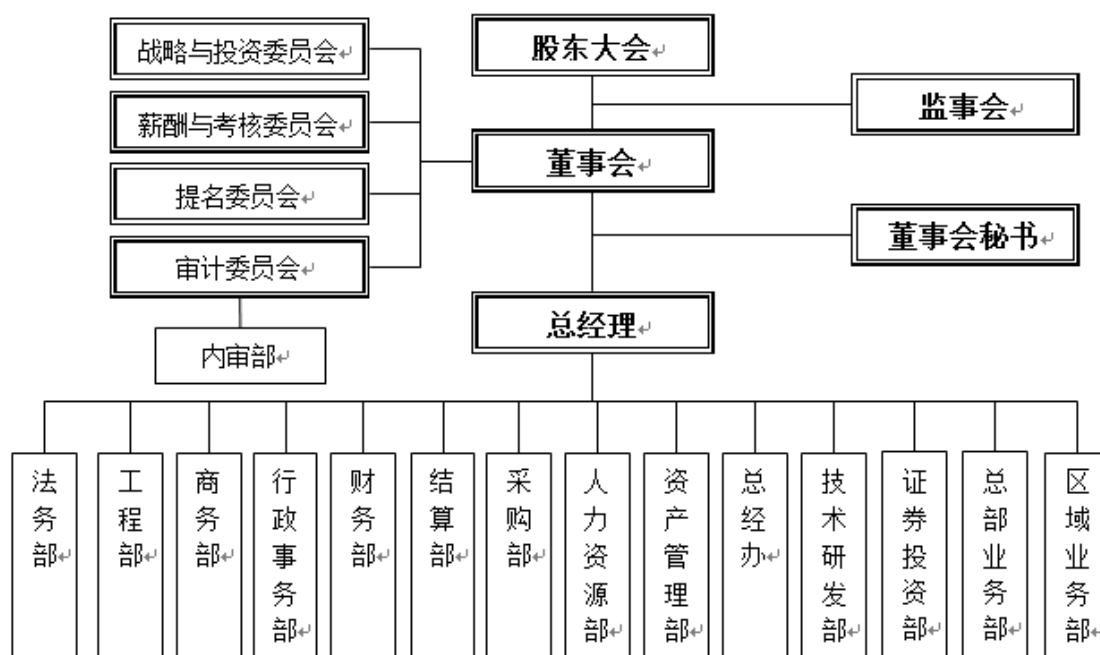 战略与投资委员会
股东大会
监事会
薪酬与考核委员会
董事会
提名委员会
董事会秘书
审计委员会
总经理
内审部
法务部
工程部
商务部
行政事务部
财务部
结算部
采购部
人力资源部
资产管理部
总经办
技术研发部
证券投资部
总部业务部
区域业务部